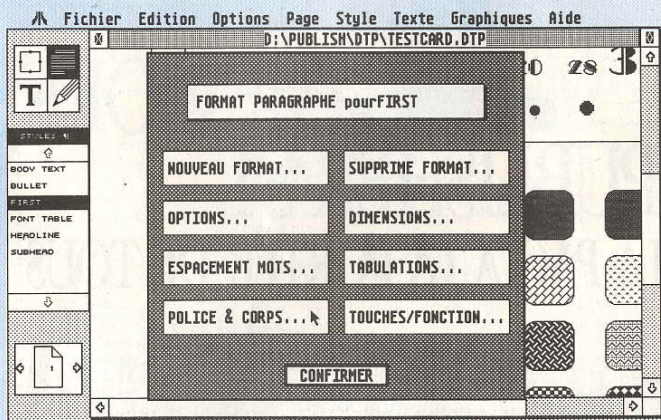 Fichier Edition Options Page Style Texte Graphiques Aide
D:\PUBLISH\DTP\TESTCARD.DTP
28 3
FORMAT PARAGRAPHE pourFIRST
T
STYLES ¶
BODY TEXT
BULLET
FIRST
FONT TABLE
HEADLINE
SUBHEAD
NOUVEAU FORMAT... SUPPRIME FORMAT...
OPTIONS... DIMENSIONS...
ESPACEMENT MOTS... TABULATIONS...
POLICE & CORPS... TOUCHES/FONCTION...
CONFIRMER
1